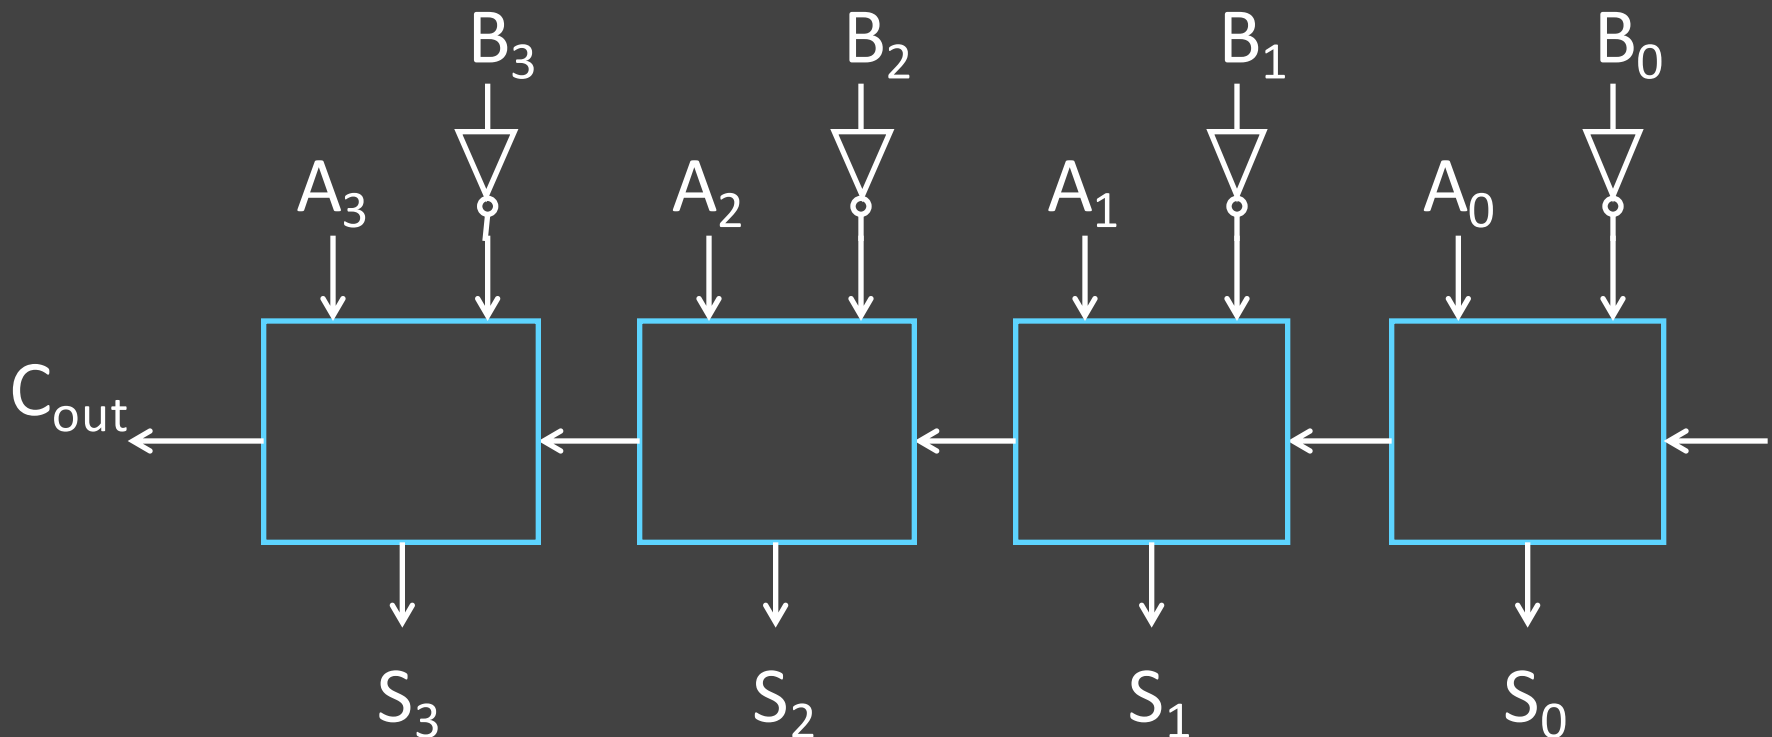 B₃ B₂ B₁ B₀
A₃ A₂ A₁ A₀
Cₒᵤₜ
S₃ S₂ S₁ S₀